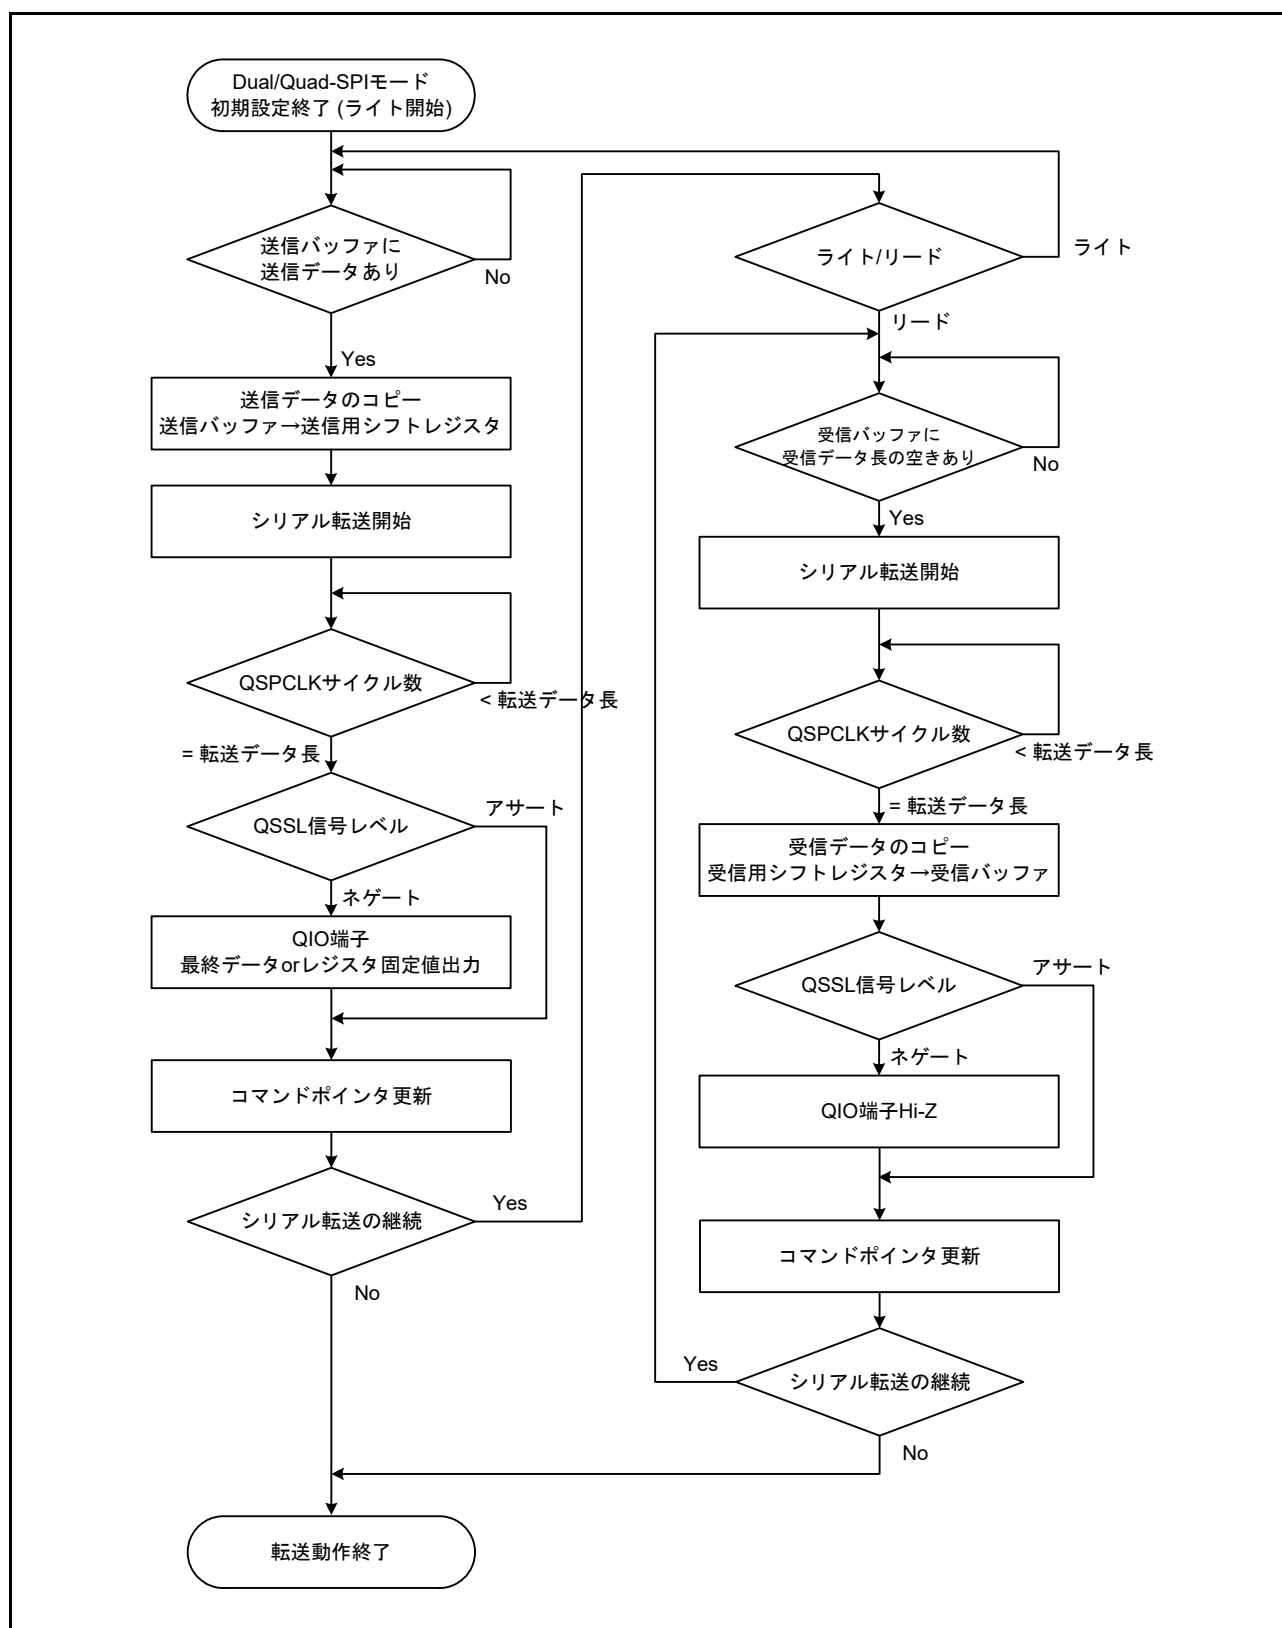 Dual/Quad-SPIモード
初期設定終了 (ライト開始)
送信バッファに
送信データあり
No
Yes
送信データのコピー
送信バッファ→送信用シフトレジスタ
シリアル転送開始
QSPCLKサイクル数
< 転送データ長
= 転送データ長
QSSL信号レベル
アサート
ネゲート
QIO端子
最終データorレジスタ固定値出力
コマンドポインタ更新
シリアル転送の継続
Yes
No
転送動作終了
ライト/リード
ライト
リード
受信バッファに
受信データ長の空きあり
No
Yes
シリアル転送開始
QSPCLKサイクル数
< 転送データ長
= 転送データ長
受信データのコピー
受信用シフトレジスタ→受信バッファ
QSSL信号レベル
アサート
ネゲート
QIO端子Hi-Z
コマンドポインタ更新
シリアル転送の継続
Yes
No